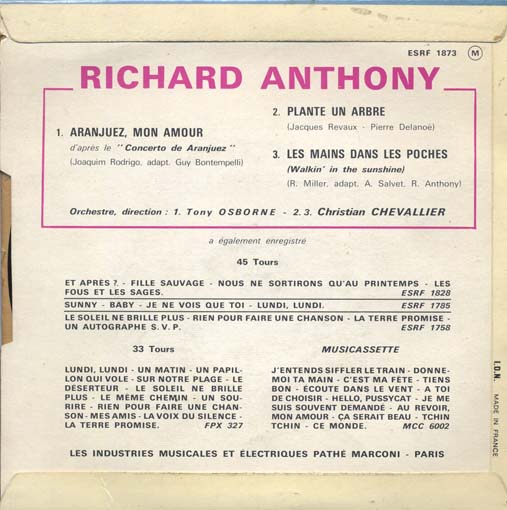 ESRF 1873 M
RICHARD ANTHONY
1. ARANJUEZ, MON AMOUR
d'après le "Concerto de Aranjuez"
(Joaquim Rodrigo, adapt. Guy Bontempelli)
2. PLANTE UN ARBRE
(Jacques Revaux - Pierre Delanoë)
3. LES MAINS DANS LES POCHES
(Walkin' in the sunshine)
(R. Miller, adapt. A. Salvet, R. Anthony)
Orchestre, direction : 1. Tony OSBORNE - 2.3. Christian CHEVALLIER
a également enregistré
45 Tours
ET APRÈS ?. - FILLE SAUVAGE - NOUS NE SORTIRONS QU'AU PRINTEMPS - LES
FOUS ET LES SAGES. ESRF 1828
SUNNY - BABY - JE NE VOIS QUE TOI - LUNDI, LUNDI. ESRF 1785
LE SOLEIL NE BRILLE PLUS - RIEN POUR FAIRE UNE CHANSON - LA TERRE PROMISE -
UN AUTOGRAPHE S.V.P. ESRF 1758
33 Tours
LUNDI, LUNDI - UN MATIN - UN PAPIL-
LON QUI VOLE - SUR NOTRE PLAGE - LE
DÉSERTEUR - LE SOLEIL NE BRILLE
PLUS - LE MÊME CHEMIN - UN SOU-
RIRE - RIEN POUR FAIRE UNE CHAN-
SON - MES AMIS - LA VOIX DU SILENCE -
LA TERRE PROMISE. FPX 327
MUSICASSETTE
J'ENTENDS SIFFLER LE TRAIN - DONNE-
MOI TA MAIN - C'EST MA FÊTE - TIENS
BON - ÉCOUTE DANS LE VENT - A TOI
DE CHOISIR - HELLO, PUSSYCAT - JE ME
SUIS SOUVENT DEMANDÉ - AU REVOIR,
MON AMOUR - ÇA SERAIT BEAU - TCHIN
TCHIN - CE MONDE. MCC 6002
LES INDUSTRIES MUSICALES ET ÉLECTRIQUES PATHÉ MARCONI - PARIS
I.D.N. MADE IN FRANCE